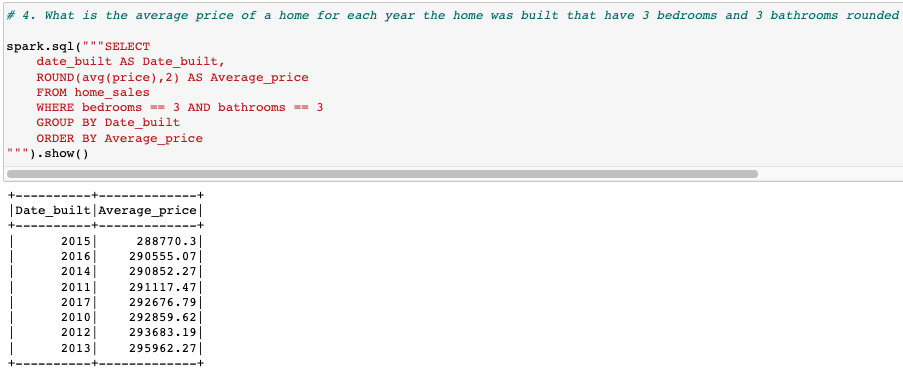 # 4. What is the average price of a home for each year the home was built that have 3 bedrooms and 3 bathrooms rounded
spark.sql("""SELECT
    date_built AS Date_built,
    ROUND(avg(price),2) AS Average_price
    FROM home_sales
    WHERE bedrooms == 3 AND bathrooms == 3
    GROUP BY Date_built
    ORDER BY Average_price
""").show()
+----------+-------------+
|Date_built|Average_price|
+----------+-------------+
|      2015|     288770.3|
|      2016|    290555.07|
|      2014|    290852.27|
|      2011|    291117.47|
|      2017|    292676.79|
|      2010|    292859.62|
|      2012|    293683.19|
|      2013|    295962.27|
+----------+-------------+